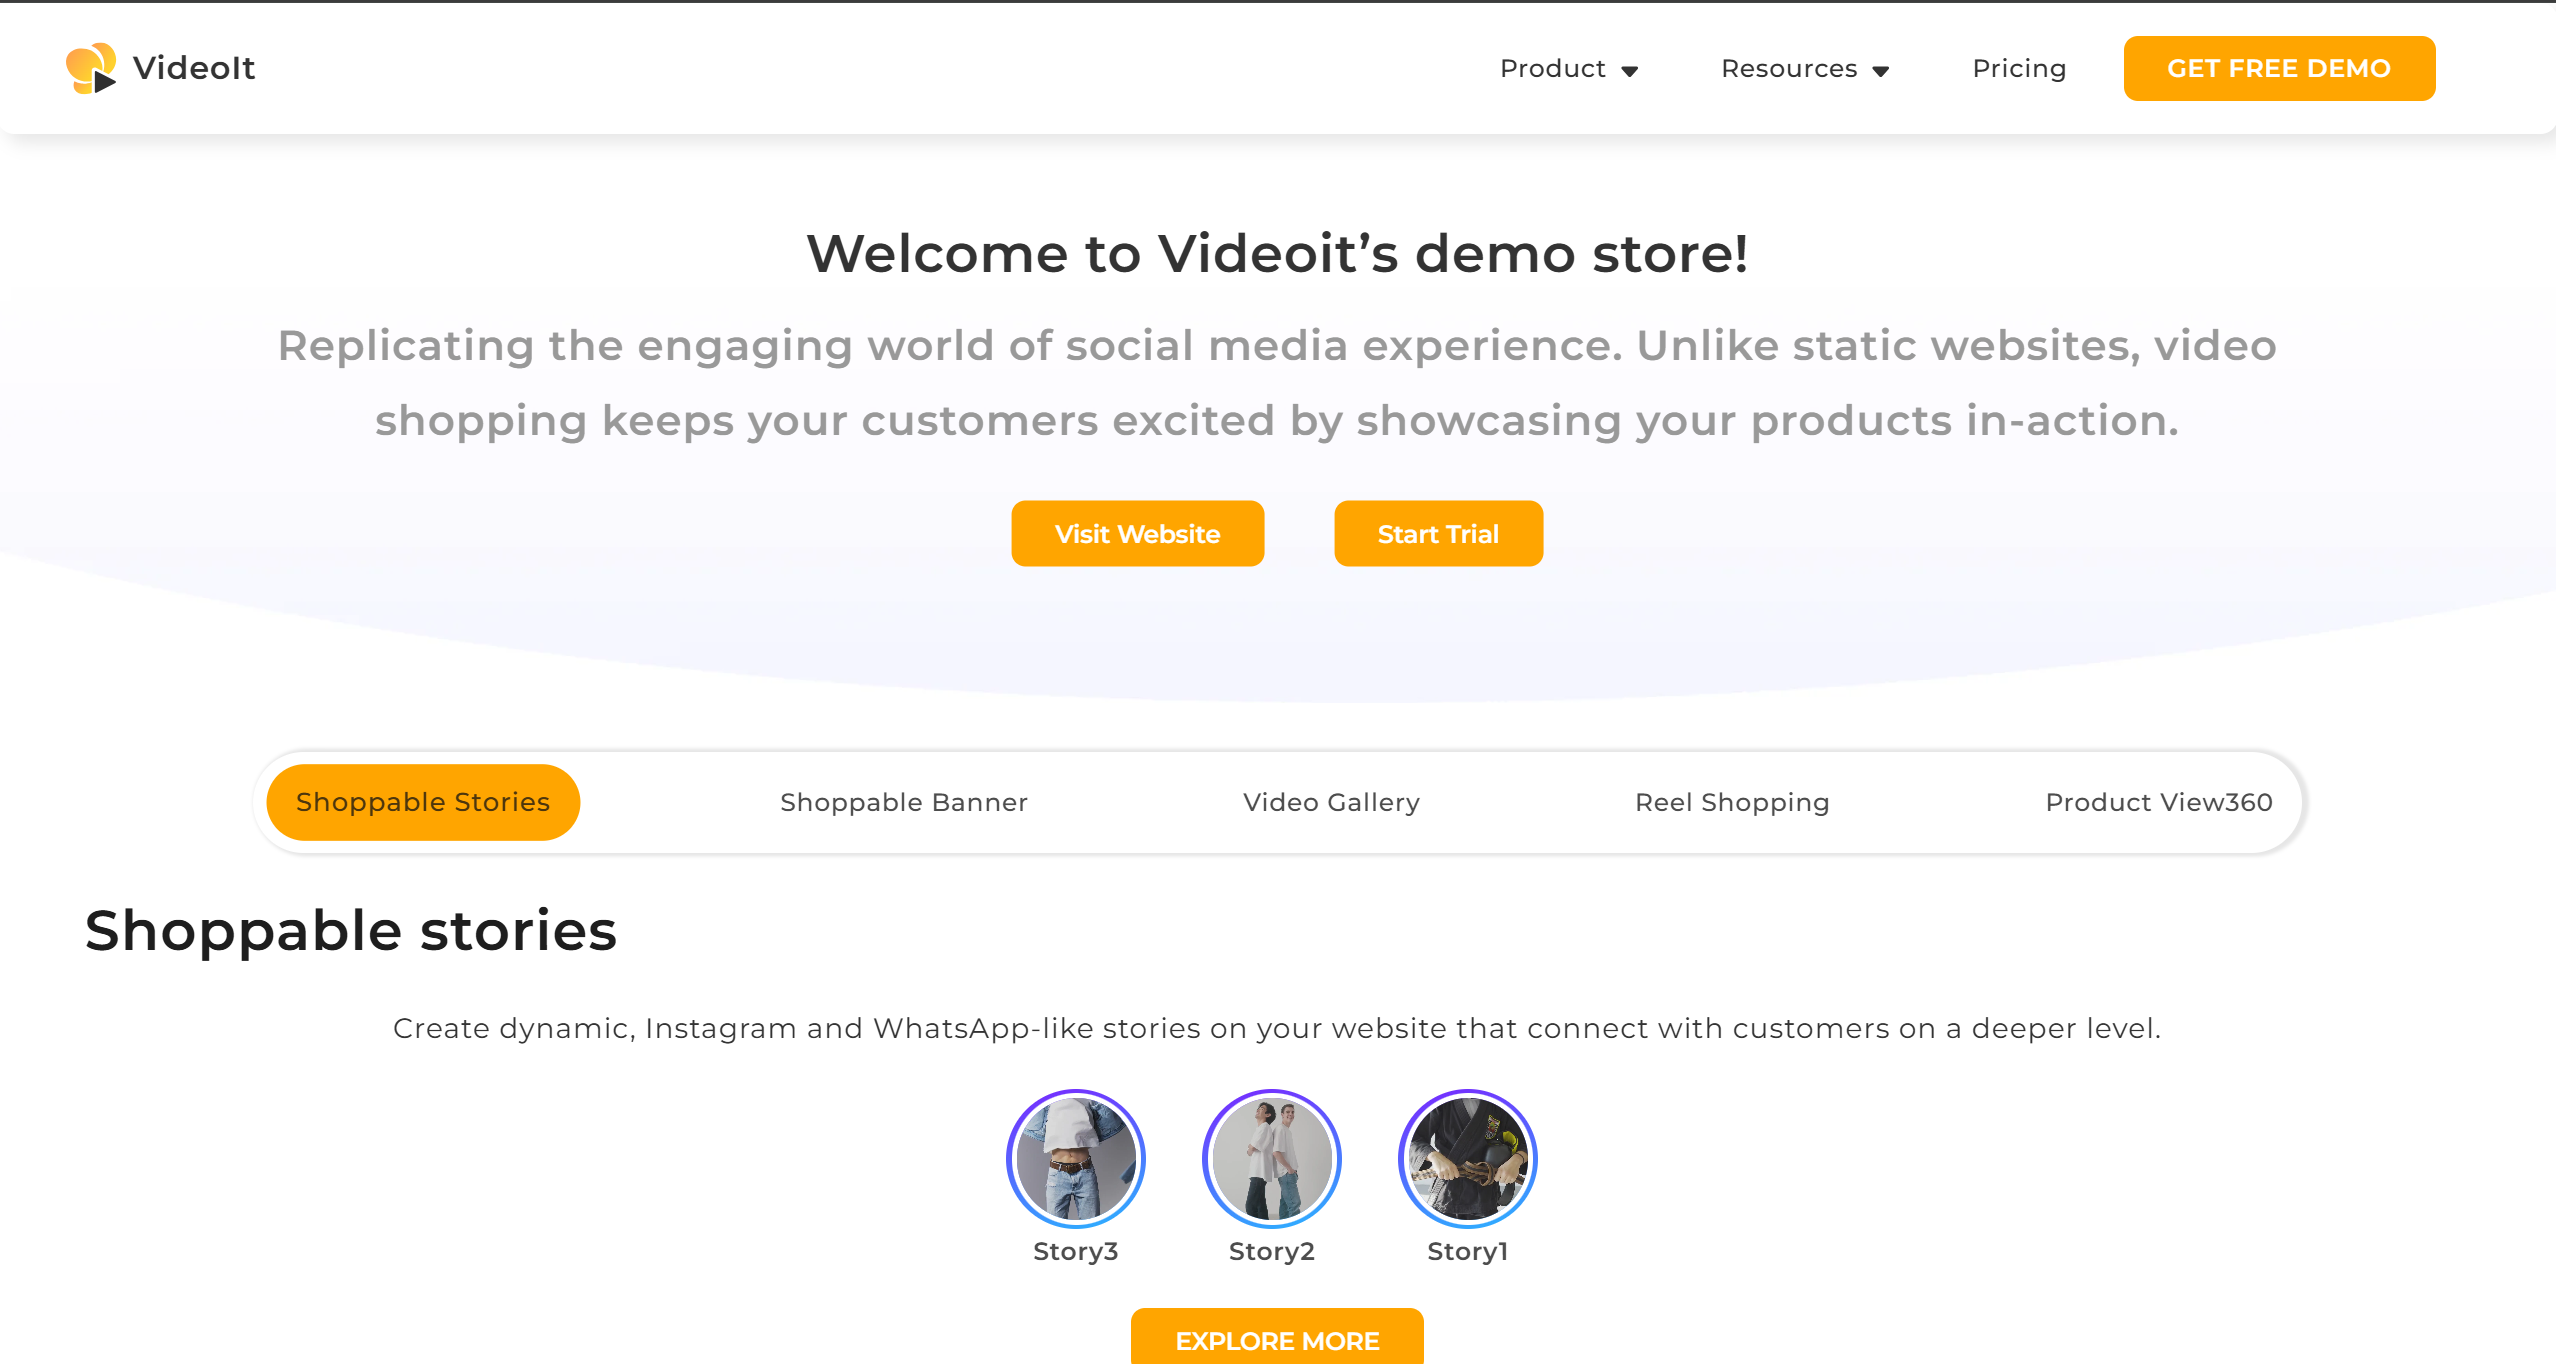 VideoIt
Product
Resources
Pricing
GET FREE DEMO
Welcome to Videoit’s demo store!
Replicating the engaging world of social media experience. Unlike static websites, video
shopping keeps your customers excited by showcasing your products in-action.
Visit Website
Start Trial
Shoppable Stories
Shoppable Banner
Video Gallery
Reel Shopping
Product View360
Shoppable stories
Create dynamic, Instagram and WhatsApp-like stories on your website that connect with customers on a deeper level.
Story3
Story2
Story1
EXPLORE MORE